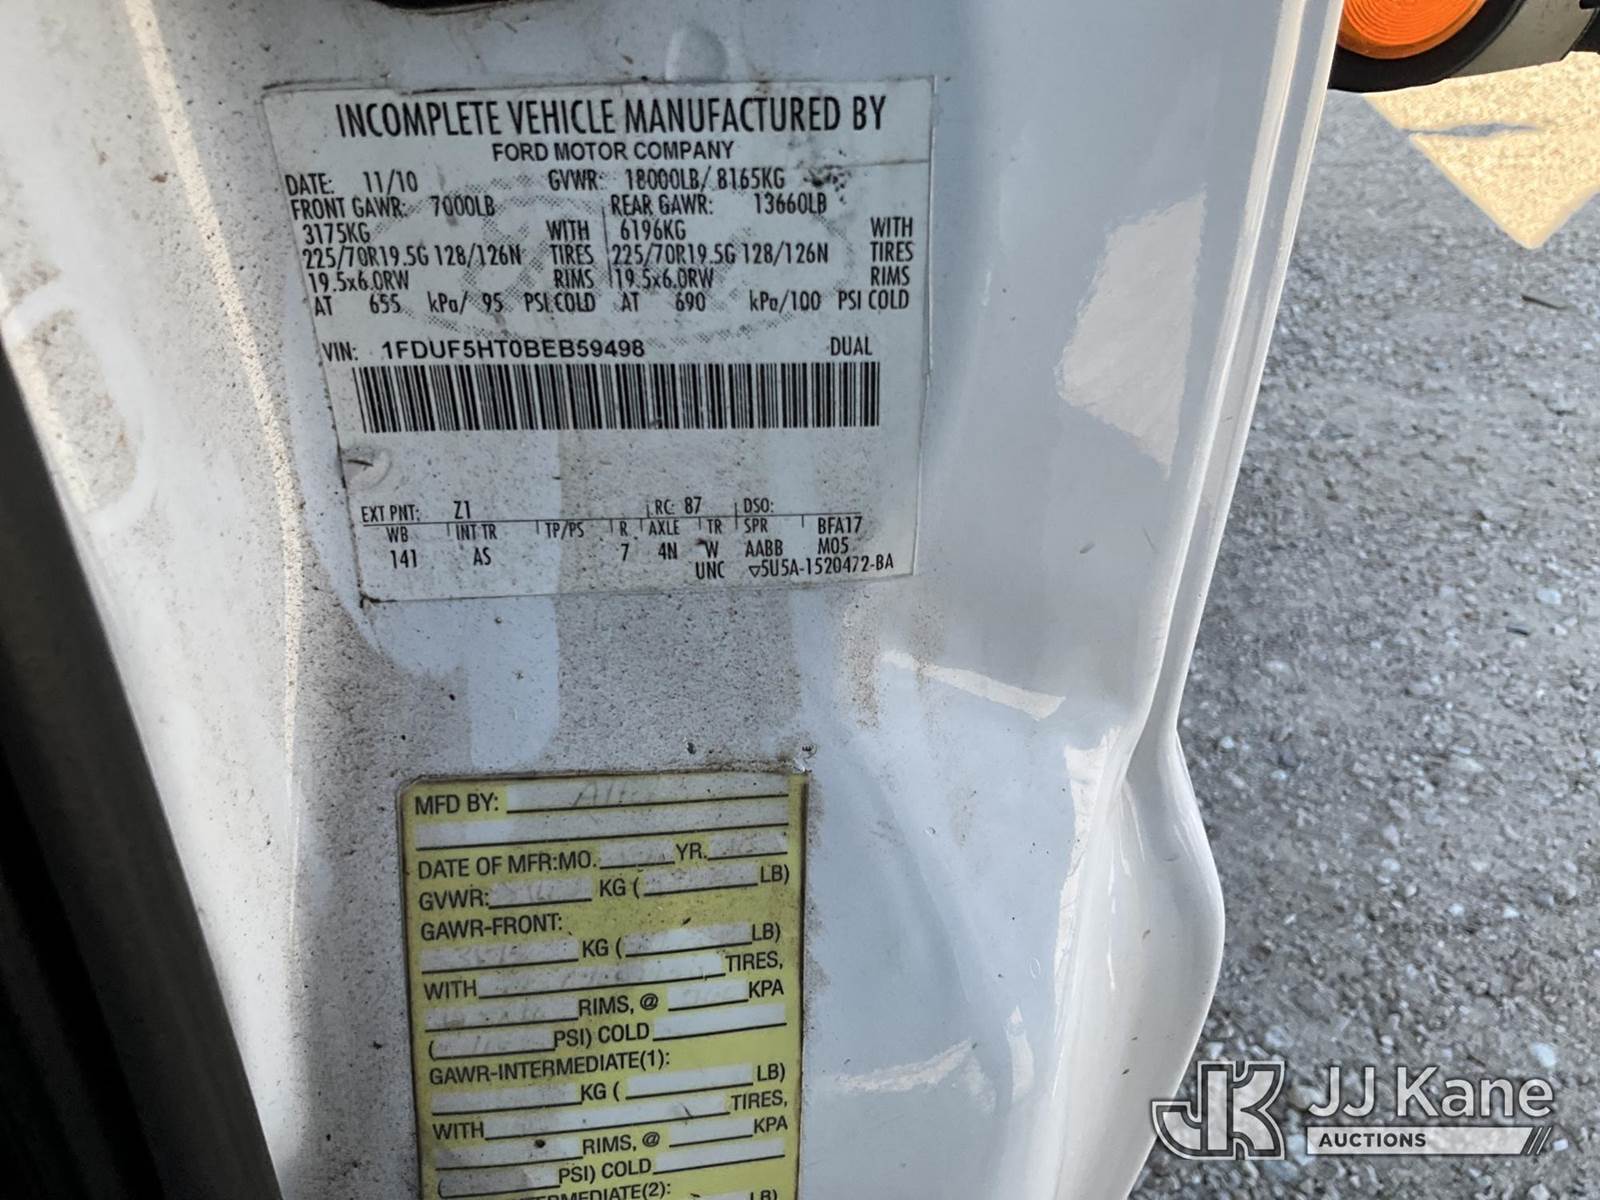 INCOMPLETE VEHICLE MANUFACTURED BY
FORD MOTOR COMPANY
DATE: 11/10 GVWR: 18000LB/ 8165KG
FRONT GAWR: 7000LB REAR GAWR: 13660LB
3175KG WITH 6196KG WITH
225/70R19.5G 128/126N TIRES 225/70R19.5G 128/126N TIRES
19.5x6.0RW RIMS 19.5x6.0RW RIMS
AT 655 kPa/ 95 PSI COLD AT 690 kPa/100 PSI COLD
VIN: 1FDUF5HT0BEB59498 DUAL
EXT PNT: Z1 RC: 87 DSO:
WB INT TR TP/PS R AXLE TR SPR BFA17
141 AS 7 4N W AABB M05
UNC ▽5U5A-1520472-BA
MFD BY:
DATE OF MFR:MO. YR.
GVWR: KG ( LB)
GAWR-FRONT:
KG ( LB)
WITH TIRES,
RIMS, @ KPA
( PSI) COLD
GAWR-INTERMEDIATE(1):
KG ( LB)
WITH TIRES,
RIMS, @ KPA
( PSI) COLD
LB)
JK JJ Kane
AUCTIONS